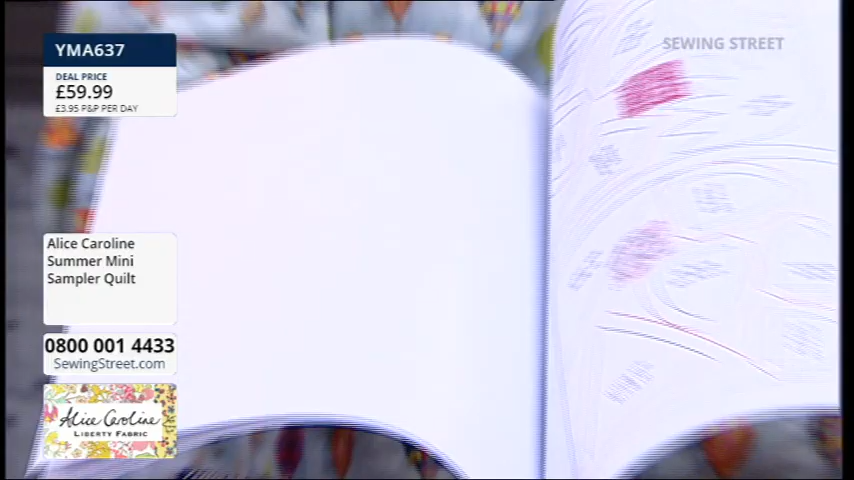 YMA637
DEAL PRICE
£59.99
£3.95 P&P PER DAY
SEWING STREET
Alice Caroline
Summer Mini
Sampler Quilt
0800 001 4433
SewingStreet.com
Alice Caroline
LIBERTY FABRIC